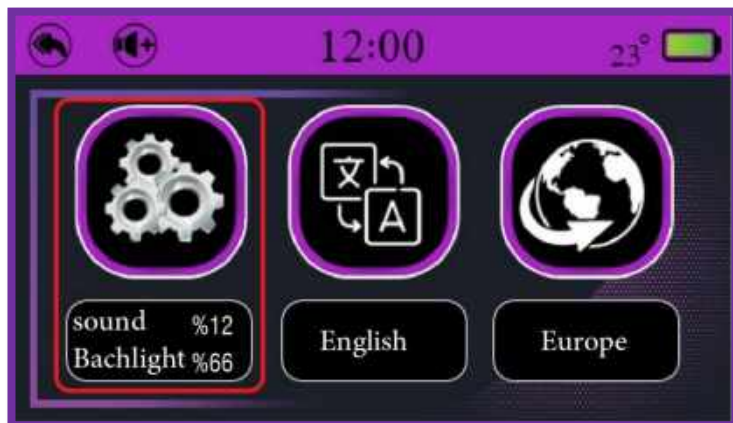 12:00
23°
文
A
sound %12
Bachlight %66
English
Europe